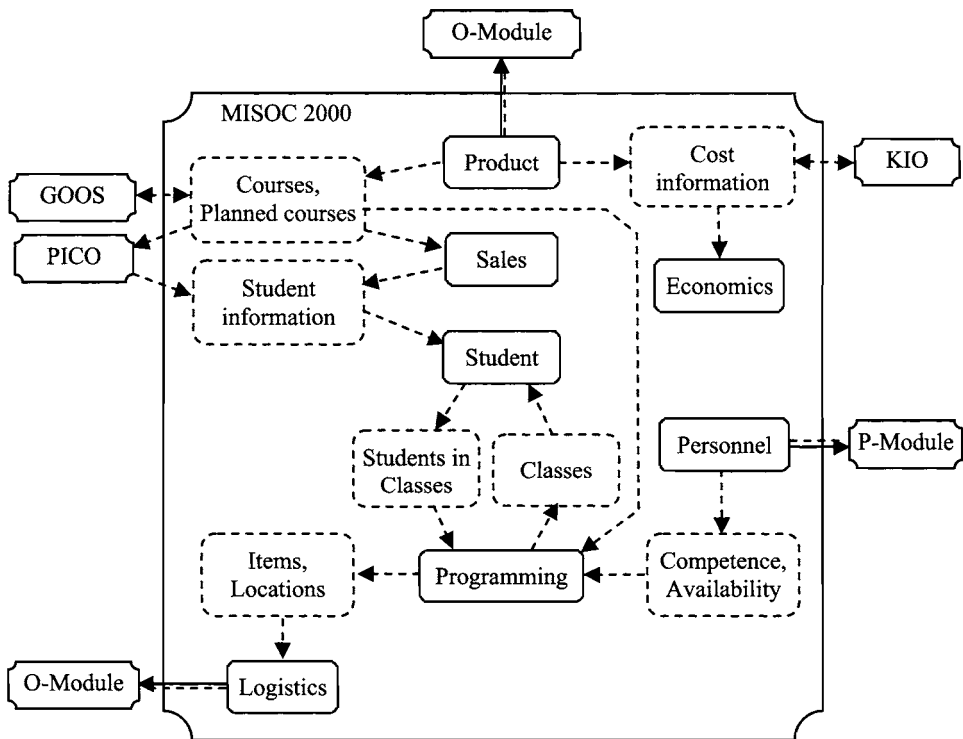 O-Module
MISOC 2000
Product
Cost
information
KIO
Courses,
Planned courses
GOOS
PICO
Sales
Student
information
Economics
Student
Personnel
P-Module
Students in
Classes
Classes
Items,
Locations
Programming
Competence,
Availability
O-Module
Logistics